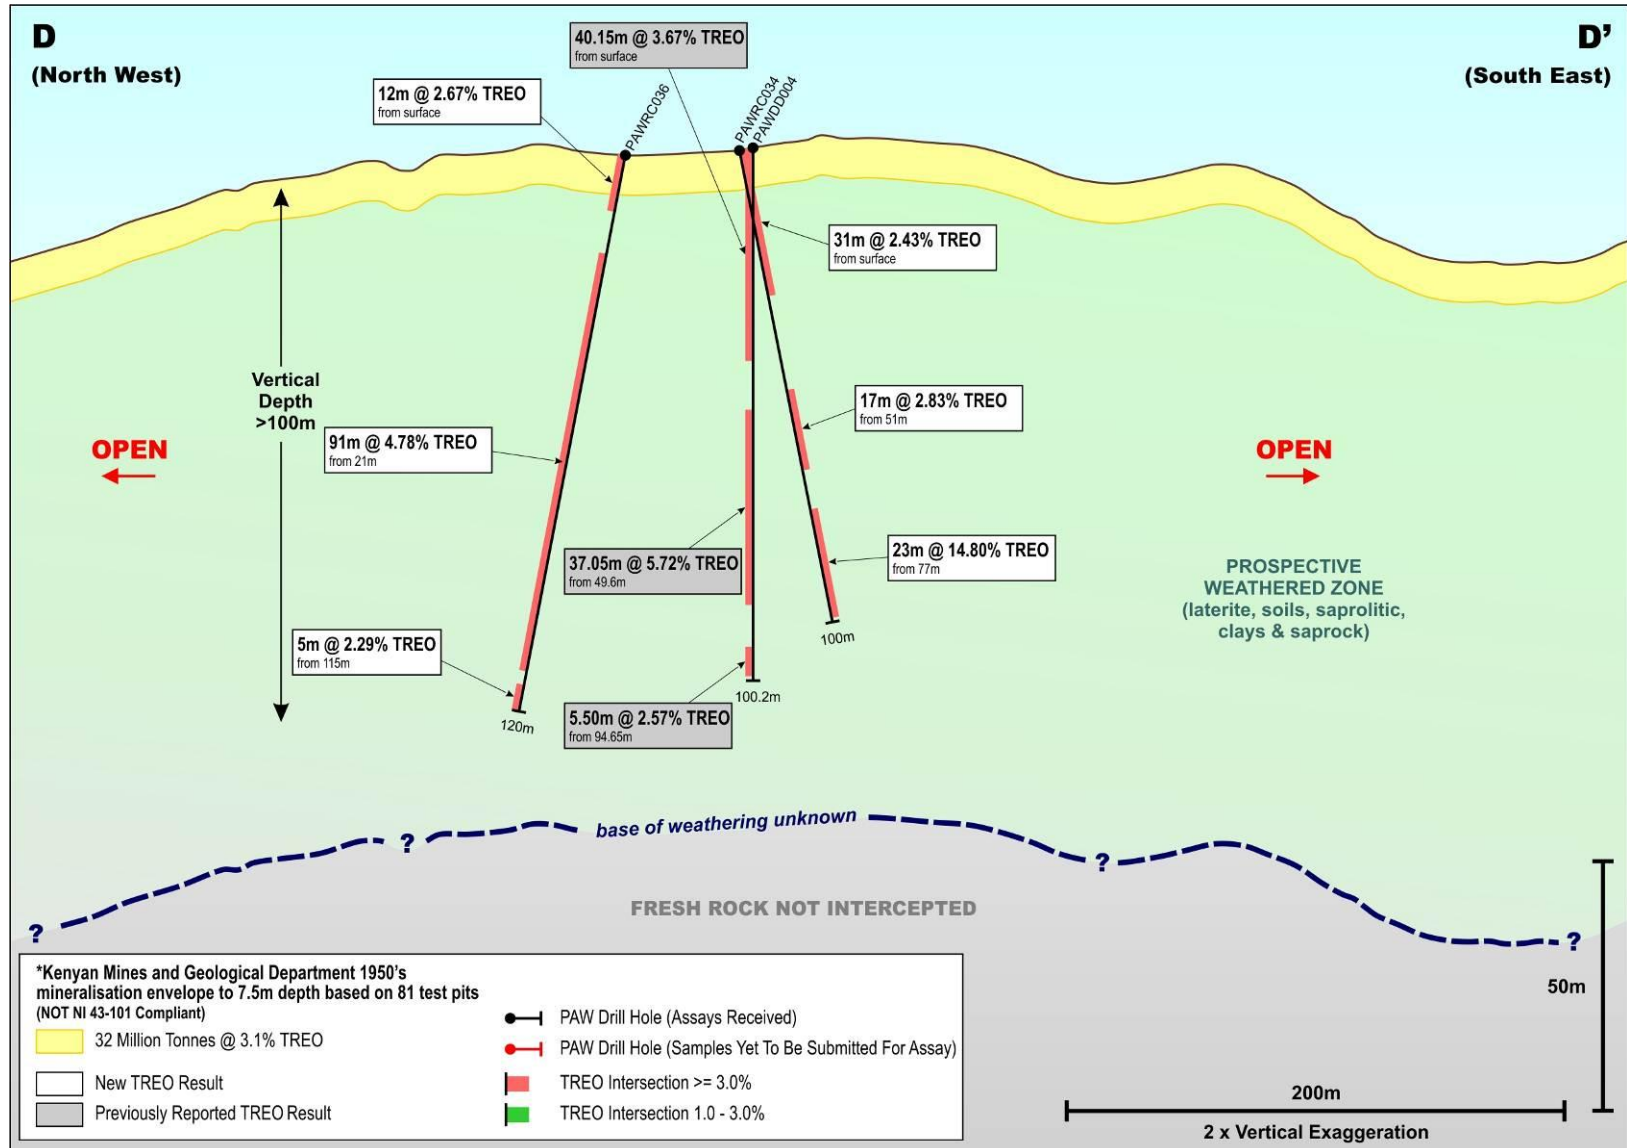 D
(North West)
D'
(South East)
40.15m @ 3.67% TREO
from surface
12m @ 2.67% TREO
from surface
PAWRC036
PAWRC034
PAWDD004
31m @ 2.43% TREO
from surface
Vertical
Depth
>100m
OPEN
91m @ 4.78% TREO
from 21m
17m @ 2.83% TREO
from 51m
OPEN
37.05m @ 5.72% TREO
from 49.6m
23m @ 14.80% TREO
from 77m
PROSPECTIVE
WEATHERED ZONE
(laterite, soils, saprolitic,
clays & saprock)
5m @ 2.29% TREO
from 115m
100m
100.2m
120m
5.50m @ 2.57% TREO
from 94.65m
base of weathering unknown
?
?
?
?
FRESH ROCK NOT INTERCEPTED
*Kenyan Mines and Geological Department 1950's
mineralisation envelope to 7.5m depth based on 81 test pits
(NOT NI 43-101 Compliant)
32 Million Tonnes @ 3.1% TREO
New TREO Result
Previously Reported TREO Result
PAW Drill Hole (Assays Received)
PAW Drill Hole (Samples Yet To Be Submitted For Assay)
TREO Intersection >= 3.0%
TREO Intersection 1.0 - 3.0%
50m
200m
2 x Vertical Exaggeration